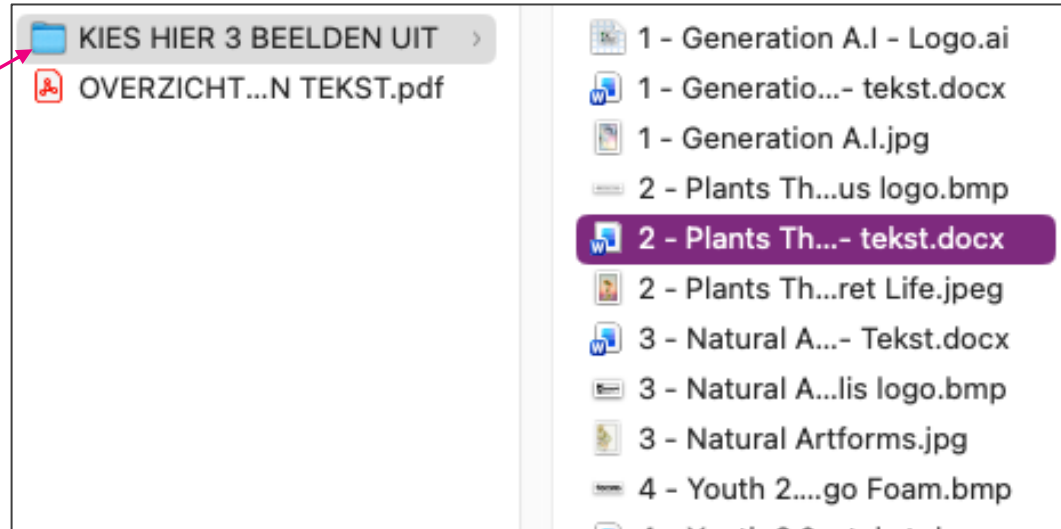 KIES HIER 3 BEELDEN UIT
OVERZICHT...N TEKST.pdf
1 - Generation A.I - Logo.ai
1 - Generatio...- tekst.docx
1 - Generation A.I.jpg
2 - Plants Th...us logo.bmp
2 - Plants Th...- tekst.docx
2 - Plants Th...ret Life.jpeg
3 - Natural A...- Tekst.docx
3 - Natural A...lis logo.bmp
3 - Natural Artforms.jpg
4 - Youth 2....go Foam.bmp